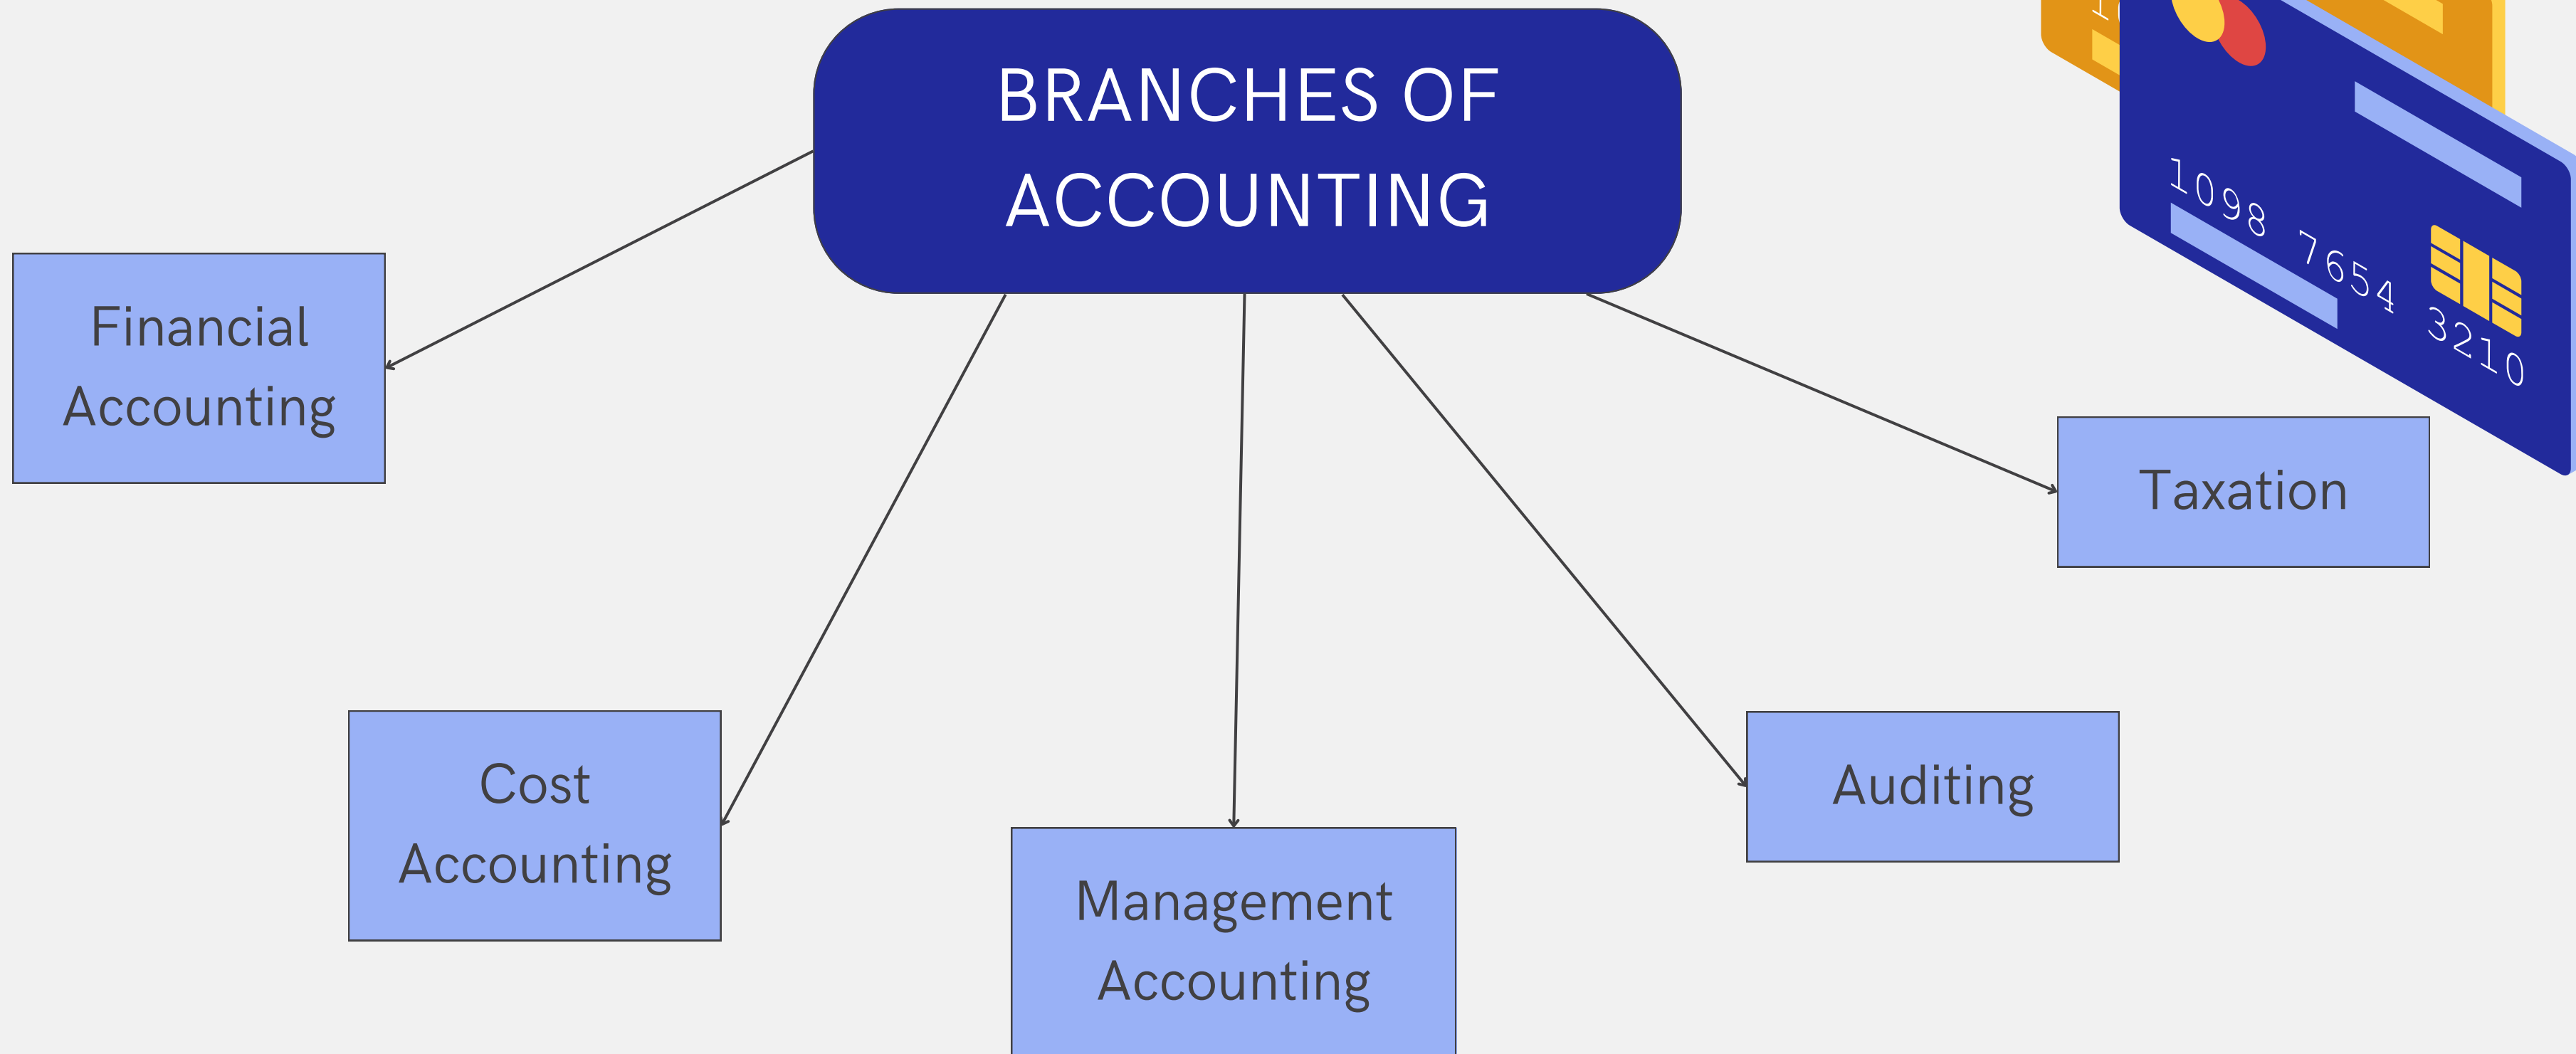 BRANCHES OF
ACCOUNTING
Financial
Accounting
Cost
Accounting
Management
Accounting
Auditing
Taxation
1098 7654 3210